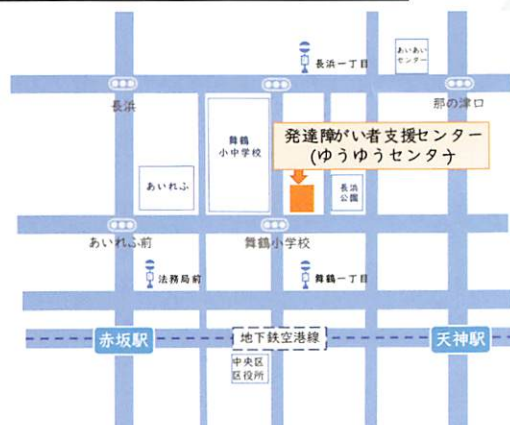 長浜一丁目
あいあい
センター
長浜
那の津口
舞鶴
小中学校
発達障がい者支援センター
(ゆうゆうセンター)
あいれふ
長浜
公園
あいれふ前
舞鶴小学校
法務局前
舞鶴一丁目
赤坂駅
地下鉄空港線
天神駅
中央区
区役所